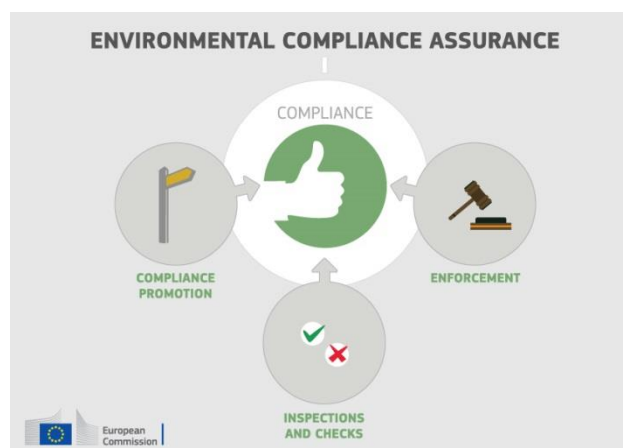 ENVIRONMENTAL COMPLIANCE ASSURANCE
COMPLIANCE
COMPLIANCE
PROMOTION
ENFORCEMENT
INSPECTIONS
AND CHECKS
European
Commission